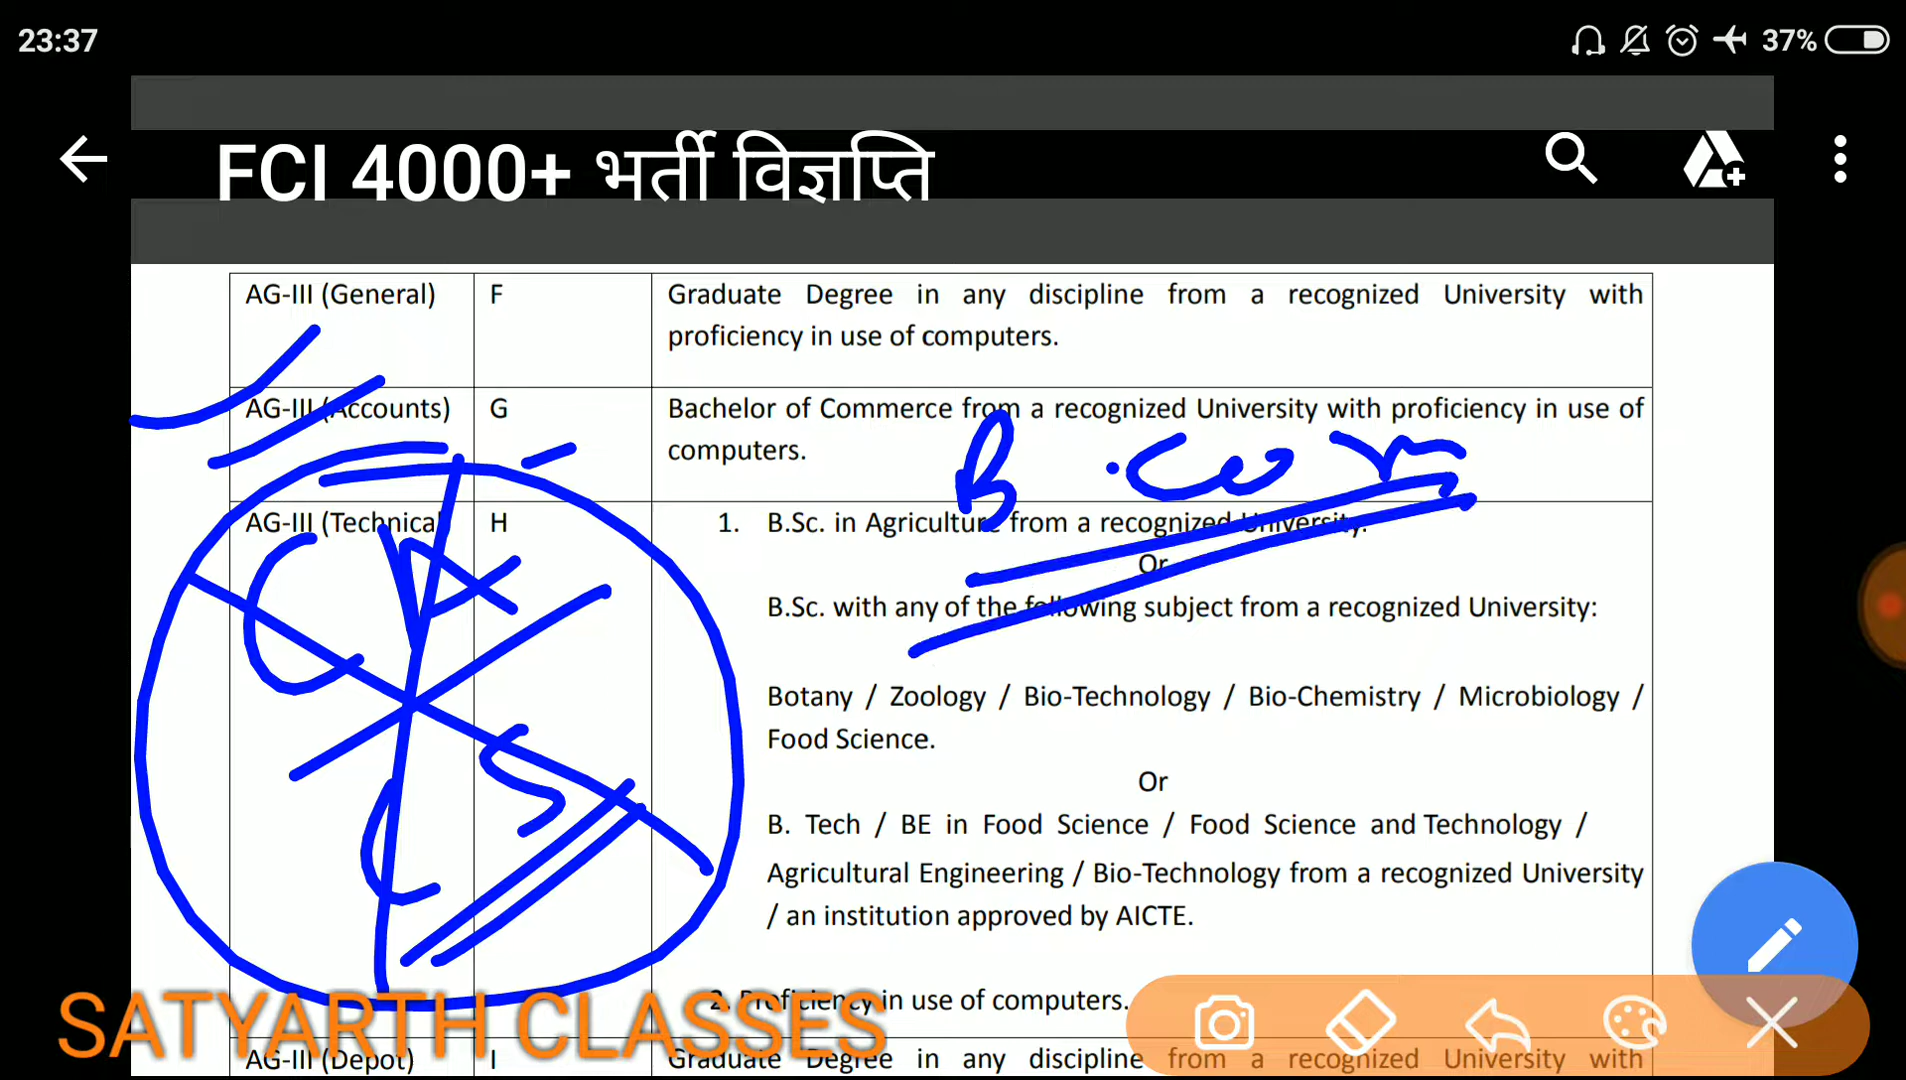 23:37
37%
FCI 4000+ भर्ती विज्ञप्ति
AG-III (General) F Graduate Degree in any discipline from a recognized University with
proficiency in use of computers.
AG-III (Accounts) G Bachelor of Commerce from a recognized University with proficiency in use of
computers.
B.Com
AG-III (Technical H 1. B.Sc. in Agriculture from a recognized University.
Or
B.Sc. with any of the following subject from a recognized University:
Botany / Zoology / Bio-Technology / Bio-Chemistry / Microbiology /
Food Science.
Or
B. Tech / BE in Food Science / Food Science and Technology /
Agricultural Engineering / Bio-Technology from a recognized University
/ an institution approved by AICTE.
2. Proficiency in use of computers.
SATYARTH CLASSES
AG-III (Depot) I Graduate Degree in any discipline from a recognized University with